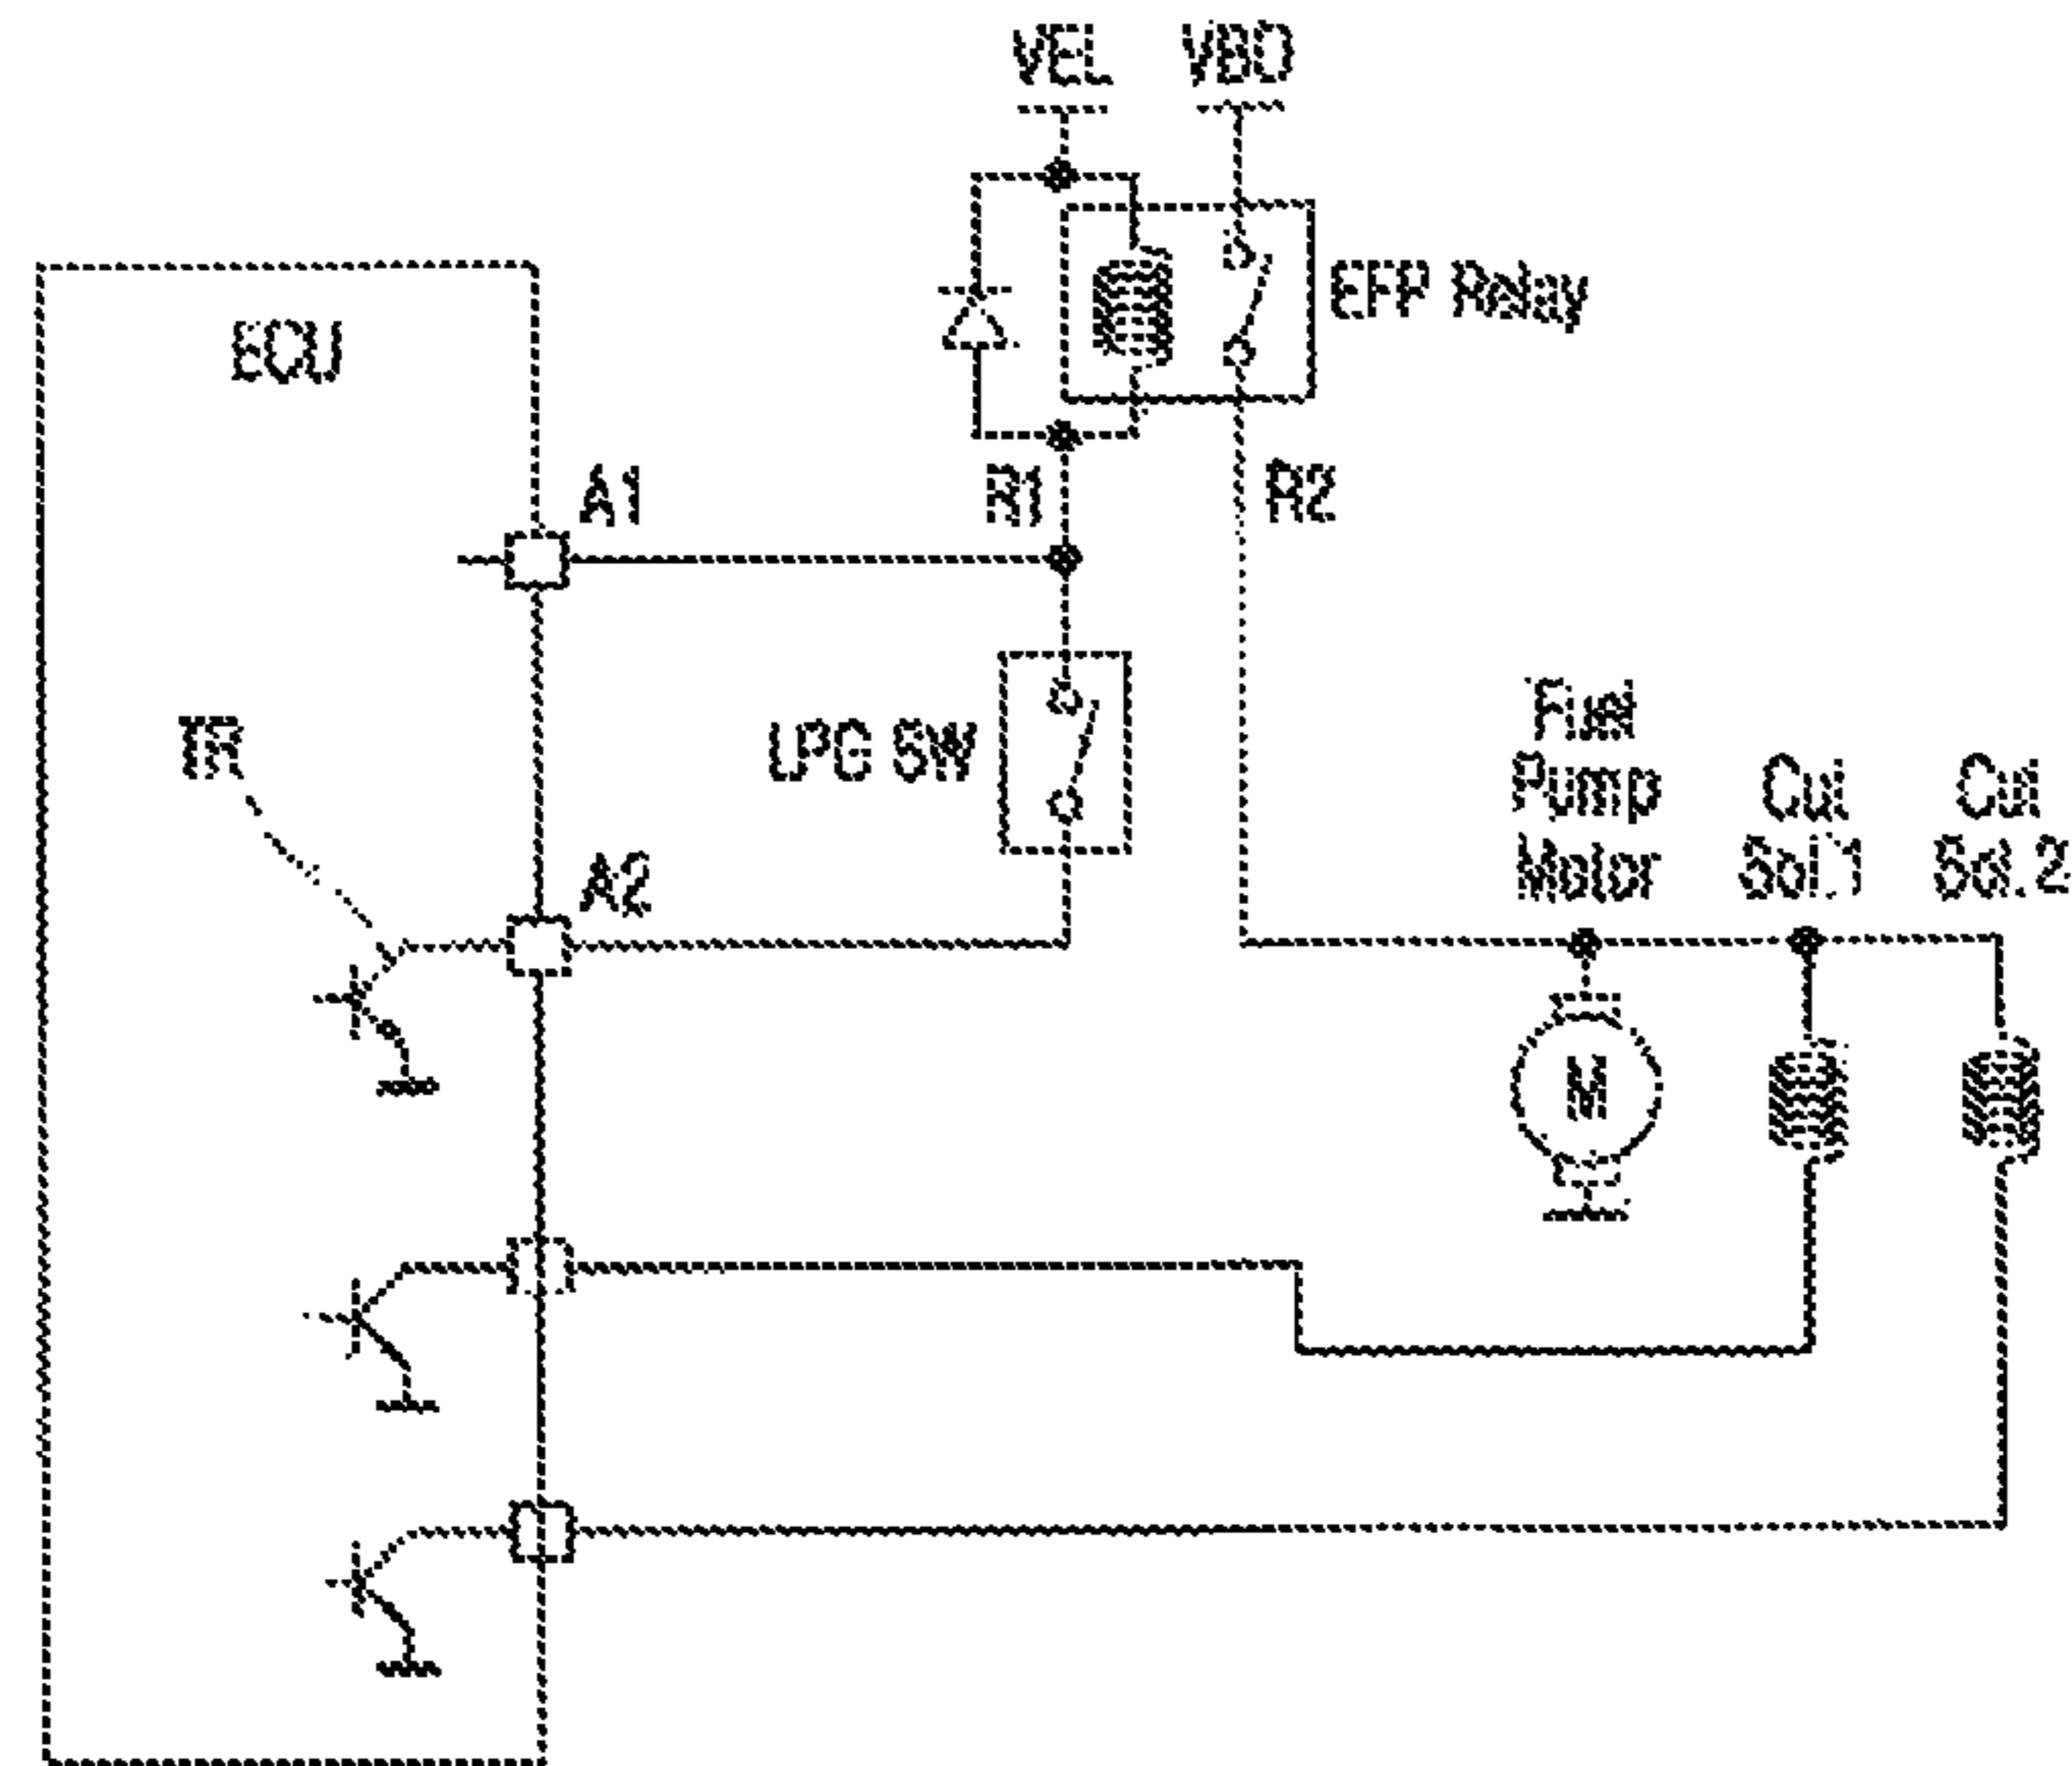 VEL
VBD
EFP Relay
ECU
A1
R1
R2
TR
LPG SW
Fuel
Pump
Motor
Cut
Sol.1
Cut
Sol.2
A2
M